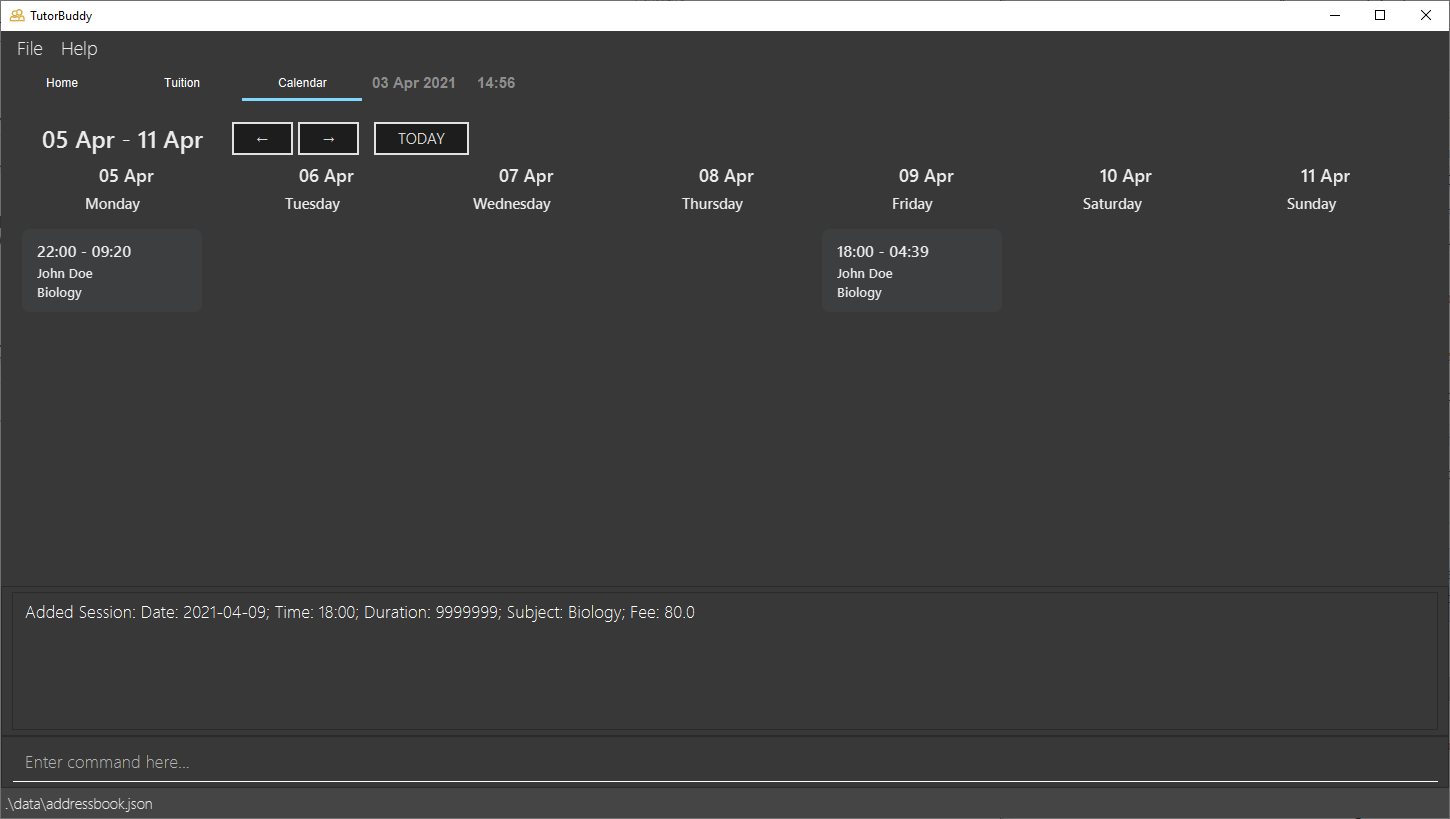 TutorBuddy
File Help
Home Tuition Calendar 03 Apr 2021 14:56
05 Apr - 11 Apr ← → TODAY
05 Apr 06 Apr 07 Apr 08 Apr 09 Apr 10 Apr 11 Apr
Monday Tuesday Wednesday Thursday Friday Saturday Sunday
22:00 - 09:20 18:00 - 04:39
John Doe John Doe
Biology Biology
Added Session: Date: 2021-04-09; Time: 18:00; Duration: 9999999; Subject: Biology; Fee: 80.0
Enter command here...
.\data\addressbook.json